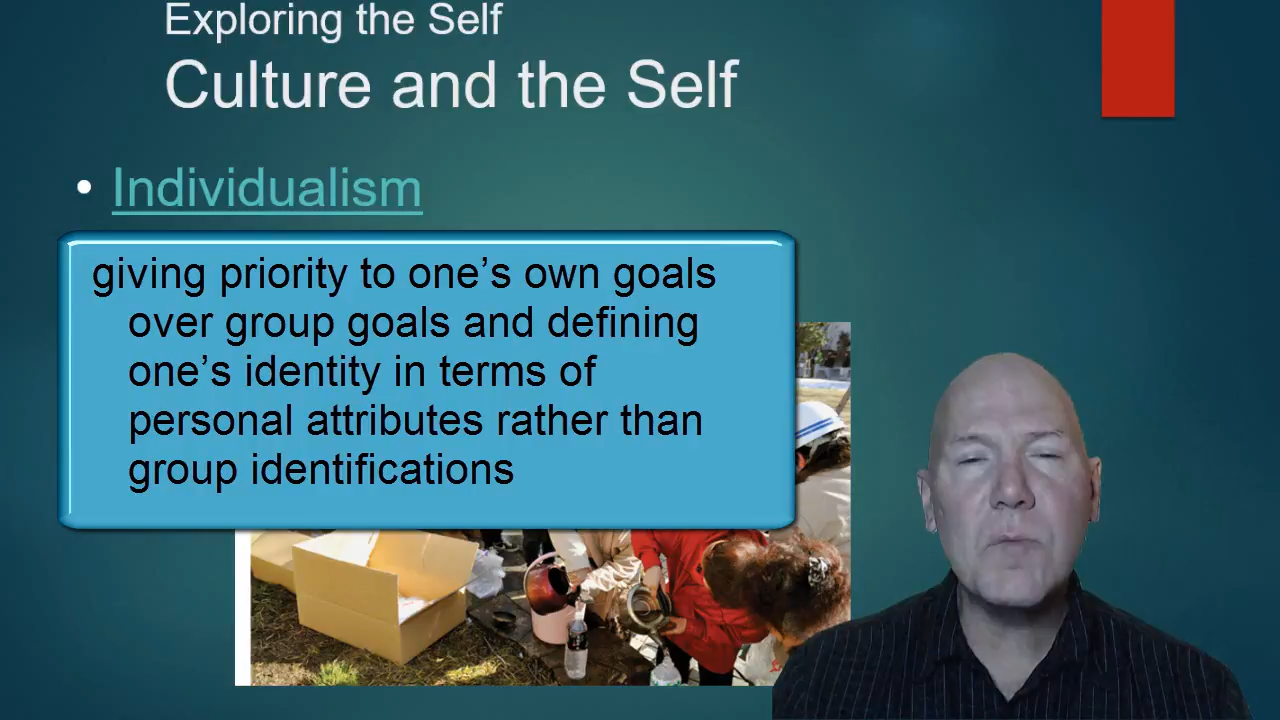 Exploring the Self
Culture and the Self
• Individualism
giving priority to one’s own goals
over group goals and defining
one’s identity in terms of
personal attributes rather than
group identifications